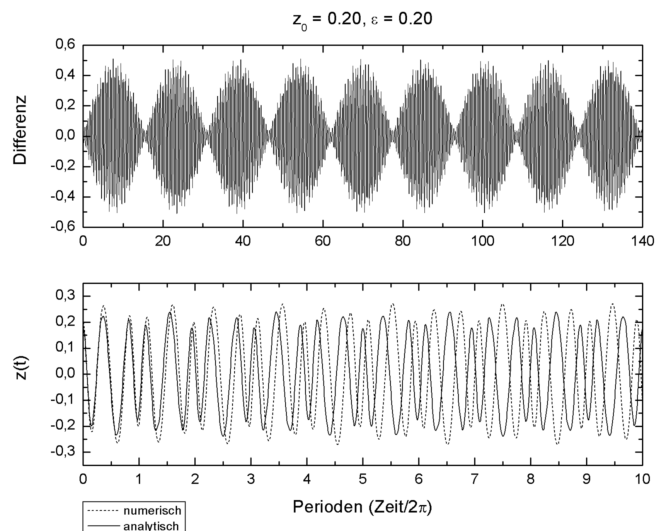 z0 = 0.20, ε = 0.20
Differenz
0,6
0,4
0,2
0,0
-0,2
-0,4
-0,6
0 20 40 60 80 100 120 140
z(t)
0,3
0,2
0,1
0,0
-0,1
-0,2
-0,3
0 1 2 3 4 5 6 7 8 9 10
Perioden (Zeit/2π)
numerisch
analytisch